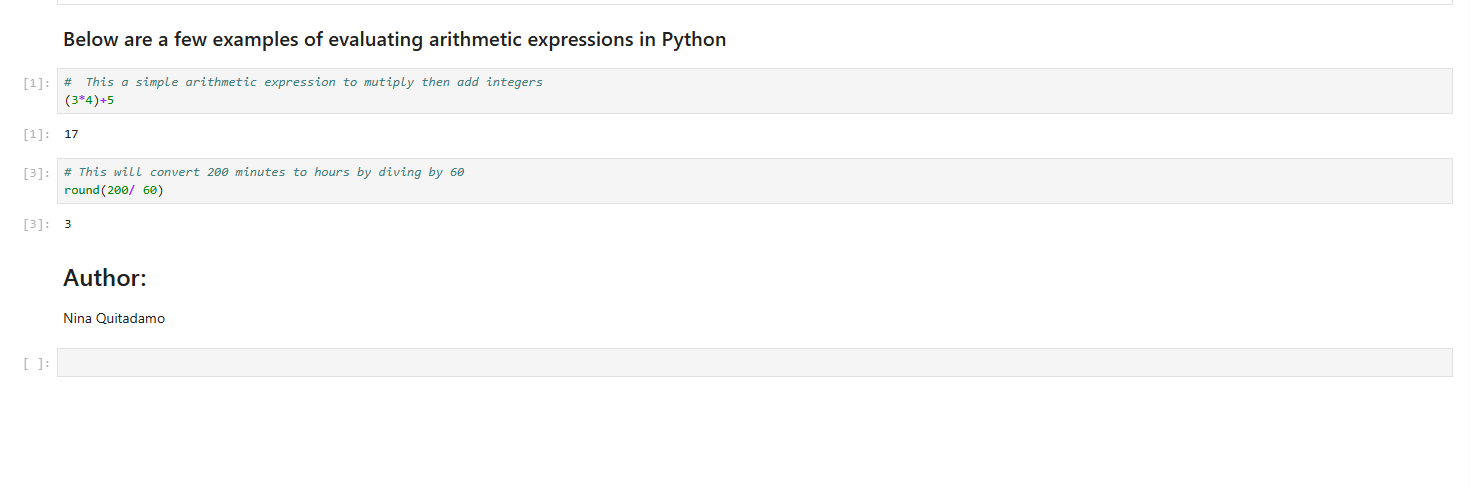 Below are a few examples of evaluating arithmetic expressions in Python
[1]: #  This a simple arithmetic expression to mutiply then add integers
(3*4)+5
[1]: 17
[3]: # This will convert 200 minutes to hours by diving by 60
round(200/ 60)
[3]: 3
Author:
Nina Quitadamo
[ ]: